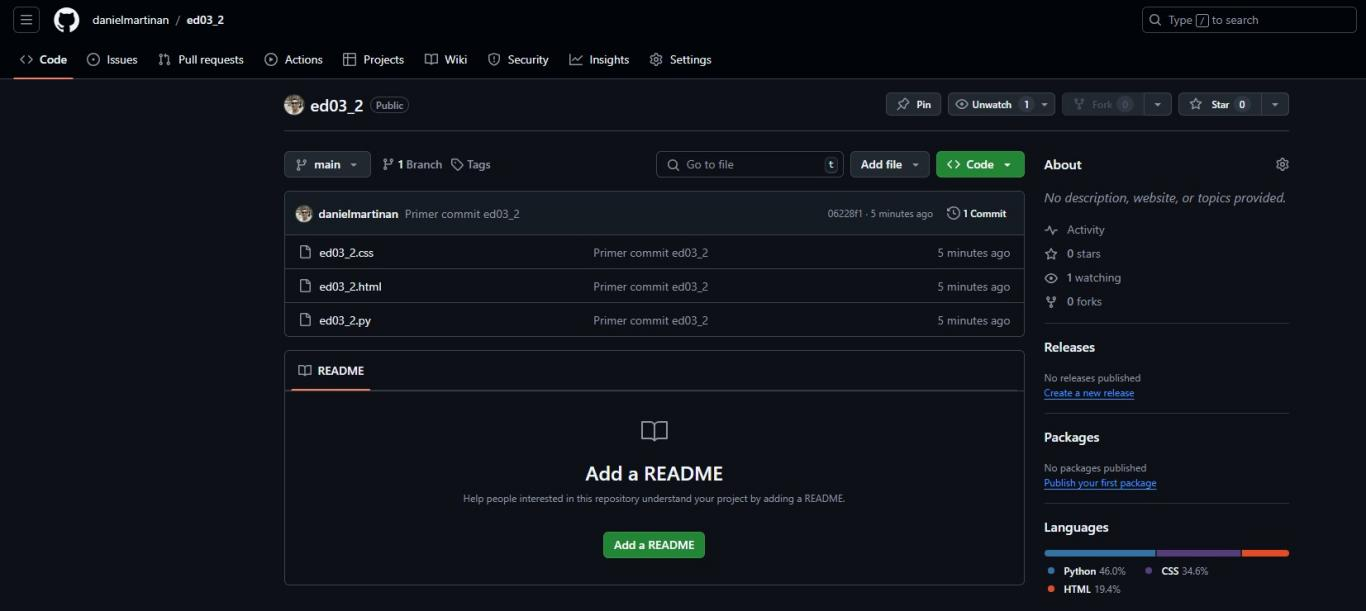 danielmartinan / ed03_2
Type / to search
Code Issues Pull requests Actions Projects Wiki Security Insights Settings
ed03_2 Public
Pin Unwatch 1 Fork 0 Star 0
main 1 Branch Tags
Go to file t Add file Code
danielmartinan Primer commit ed03_2 06228f1 · 5 minutes ago 1 Commit
ed03_2.css Primer commit ed03_2 5 minutes ago
ed03_2.html Primer commit ed03_2 5 minutes ago
ed03_2.py Primer commit ed03_2 5 minutes ago
README
Add a README
Help people interested in this repository understand your project by adding a README.
Add a README
About
No description, website, or topics provided.
Activity
0 stars
1 watching
0 forks
Releases
No releases published
Create a new release
Packages
No packages published
Publish your first package
Languages
Python 46.0% CSS 34.6%
HTML 19.4%